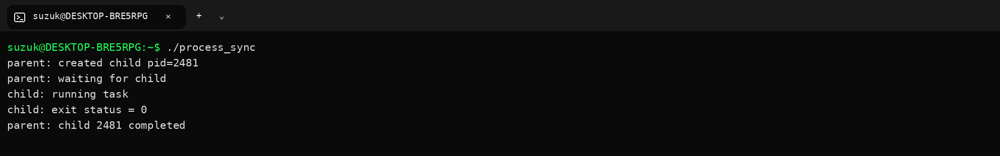 suzuk@DESKTOP-BRE5RPG × + ⌄
suzuk@DESKTOP-BRE5RPG:~$ ./process_sync
parent: created child pid=2481
parent: waiting for child
child: running task
child: exit status = 0
parent: child 2481 completed